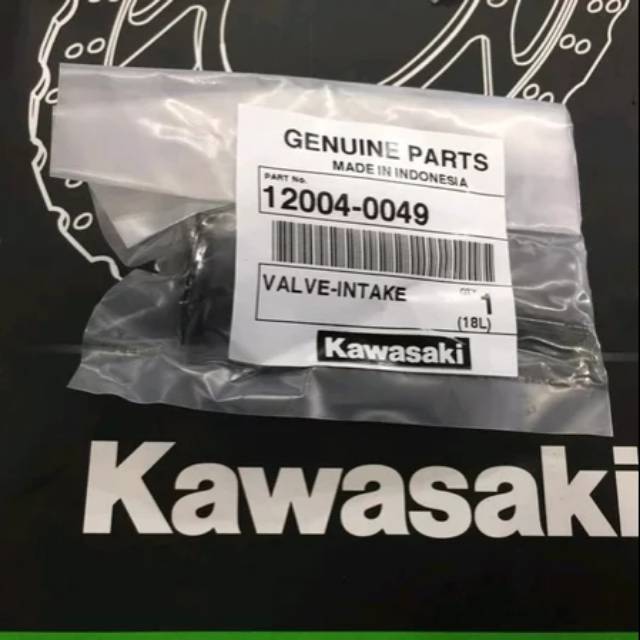 GENUINE PARTS
MADE IN INDONESIA
PART No.
12004-0049
VALVE-INTAKE
QTY
1
(18L)
Kawasaki
Kawasaki